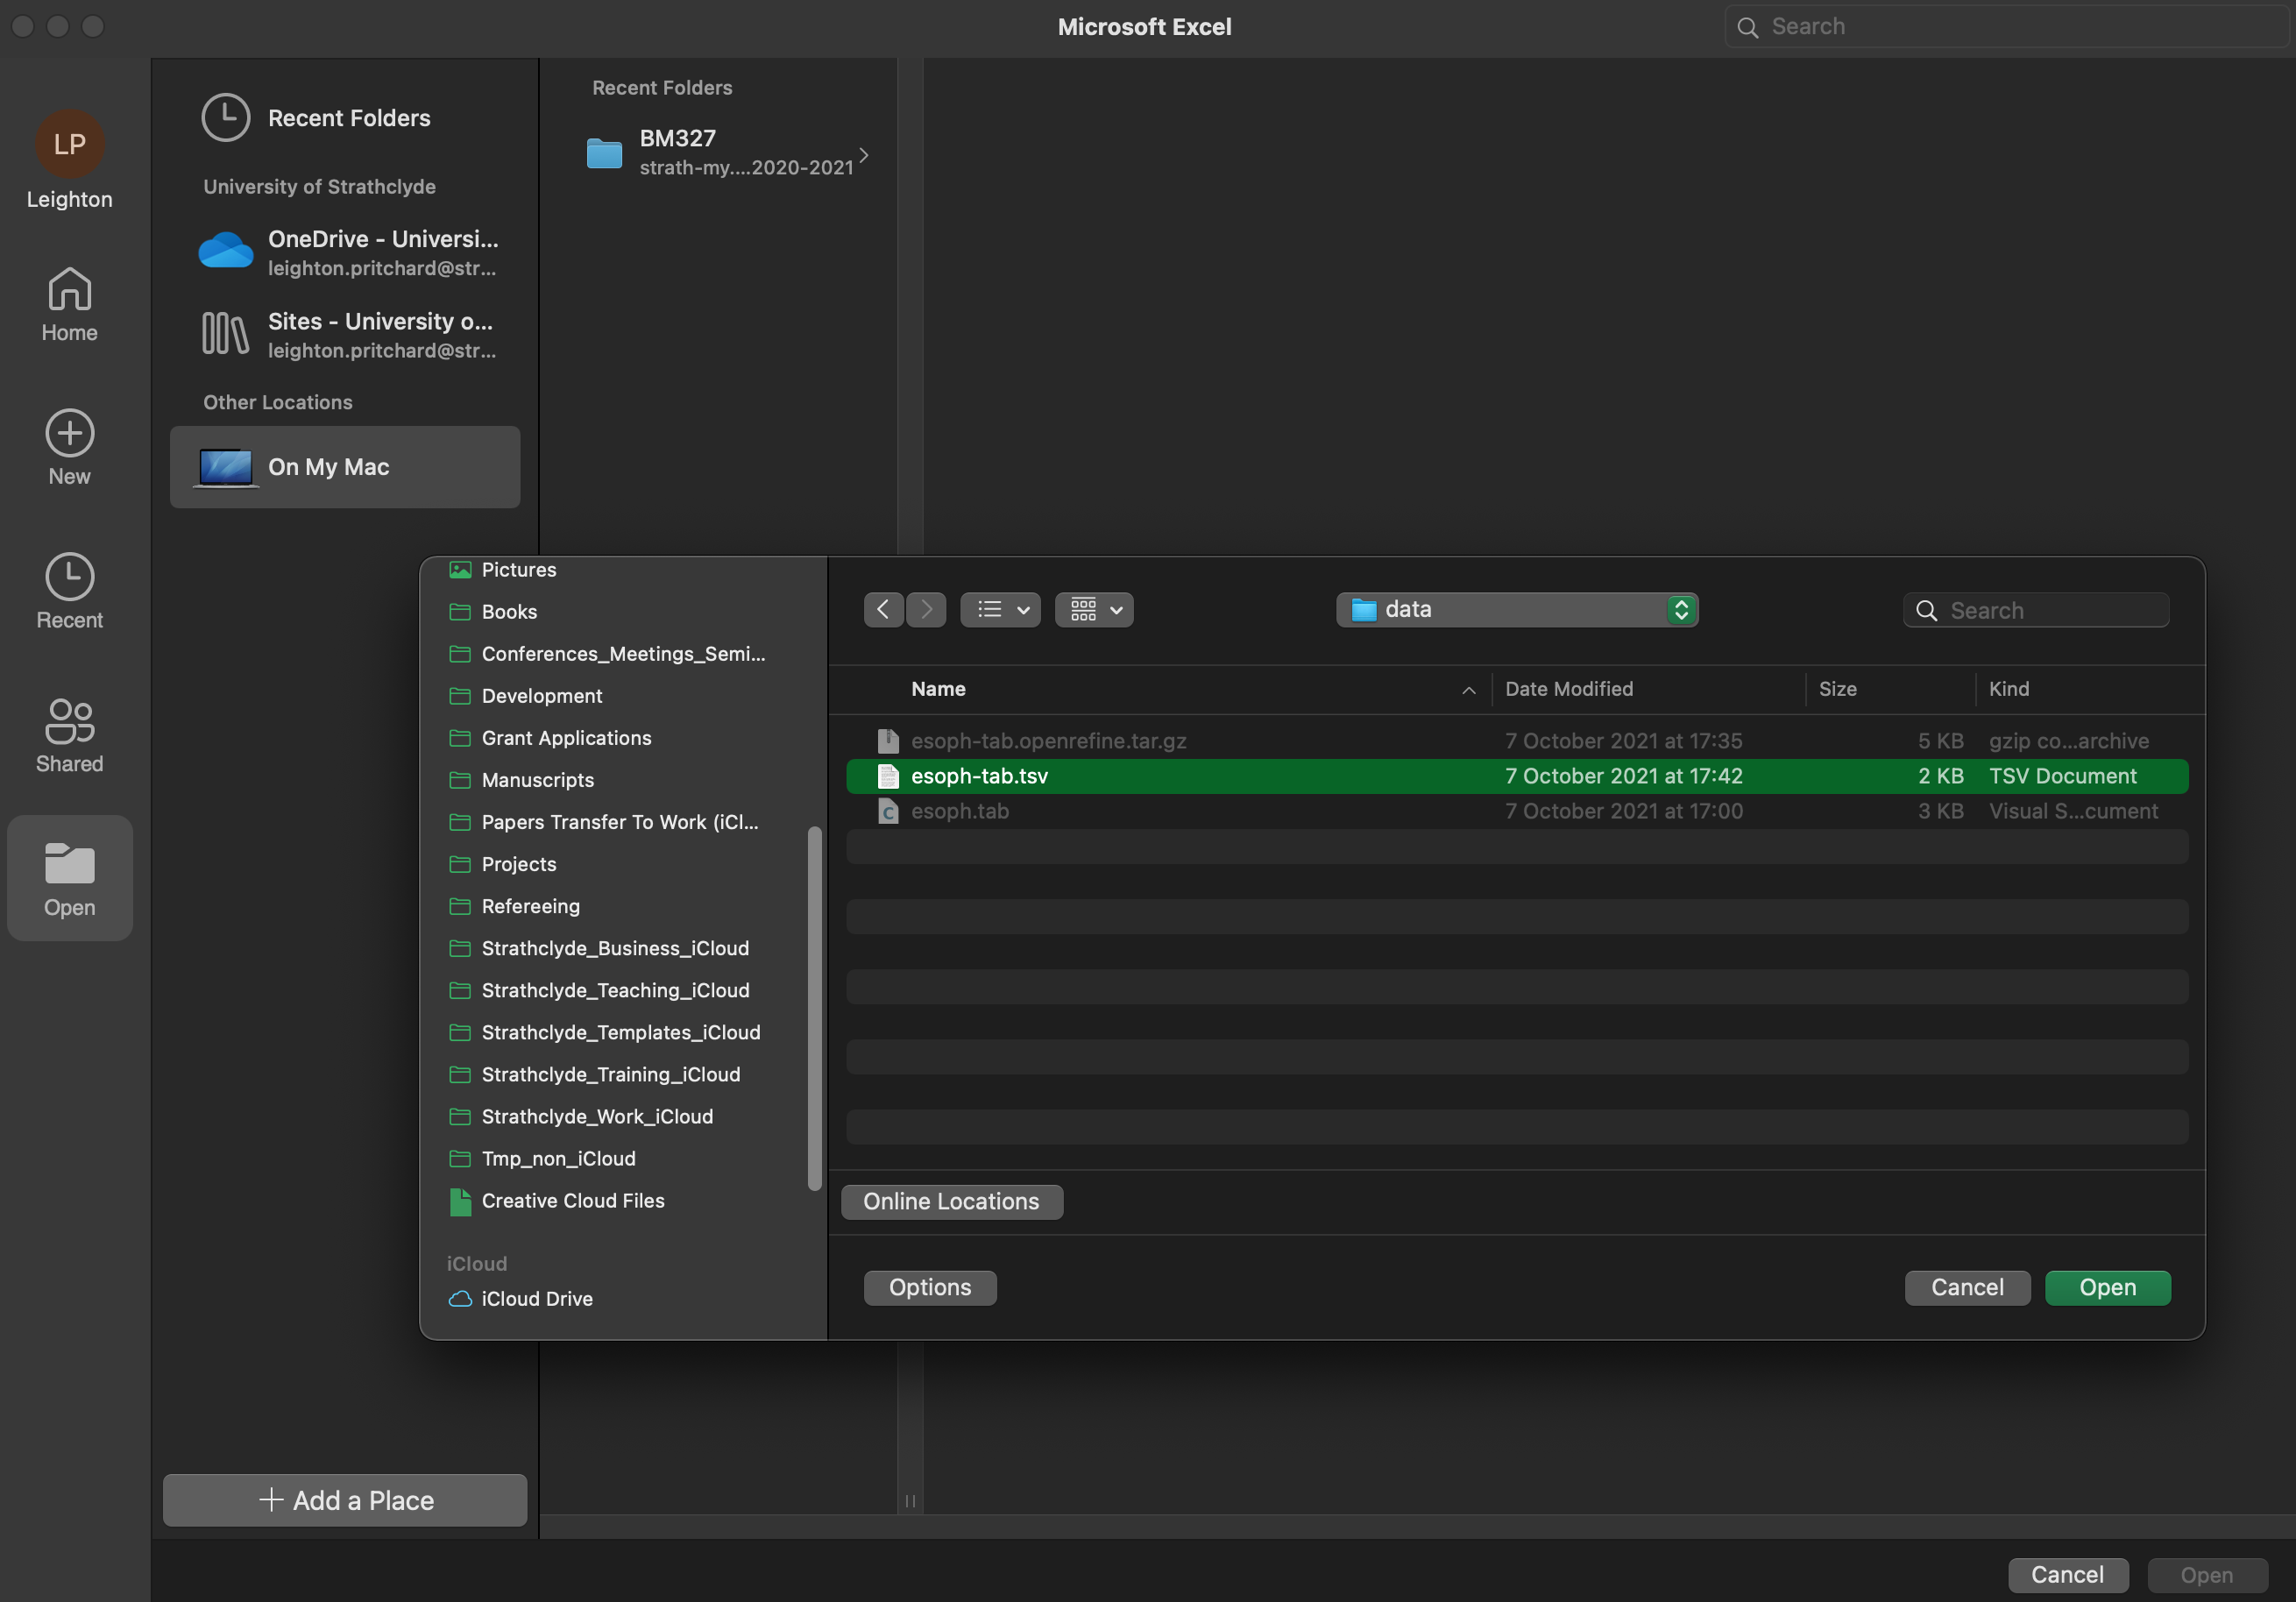 Microsoft Excel
Search
LP
Leighton
Home
New
Recent
Shared
Open
Recent Folders
University of Strathclyde
OneDrive - Universi...
leighton.pritchard@str...
Sites - University o...
leighton.pritchard@str...
Other Locations
On My Mac
+ Add a Place
Recent Folders
BM327
strath-my....2020-2021
Pictures
Books
Conferences_Meetings_Semi...
Development
Grant Applications
Manuscripts
Papers Transfer To Work (iCl...
Projects
Refereeing
Strathclyde_Business_iCloud
Strathclyde_Teaching_iCloud
Strathclyde_Templates_iCloud
Strathclyde_Training_iCloud
Strathclyde_Work_iCloud
Tmp_non_iCloud
Creative Cloud Files
iCloud
iCloud Drive
data
Search
Name Date Modified Size Kind
esoph-tab.openrefine.tar.gz 7 October 2021 at 17:35 5 KB gzip co...archive
esoph-tab.tsv 7 October 2021 at 17:42 2 KB TSV Document
C esoph.tab 7 October 2021 at 17:00 3 KB Visual S...cument
Online Locations
Options Cancel Open
Cancel Open